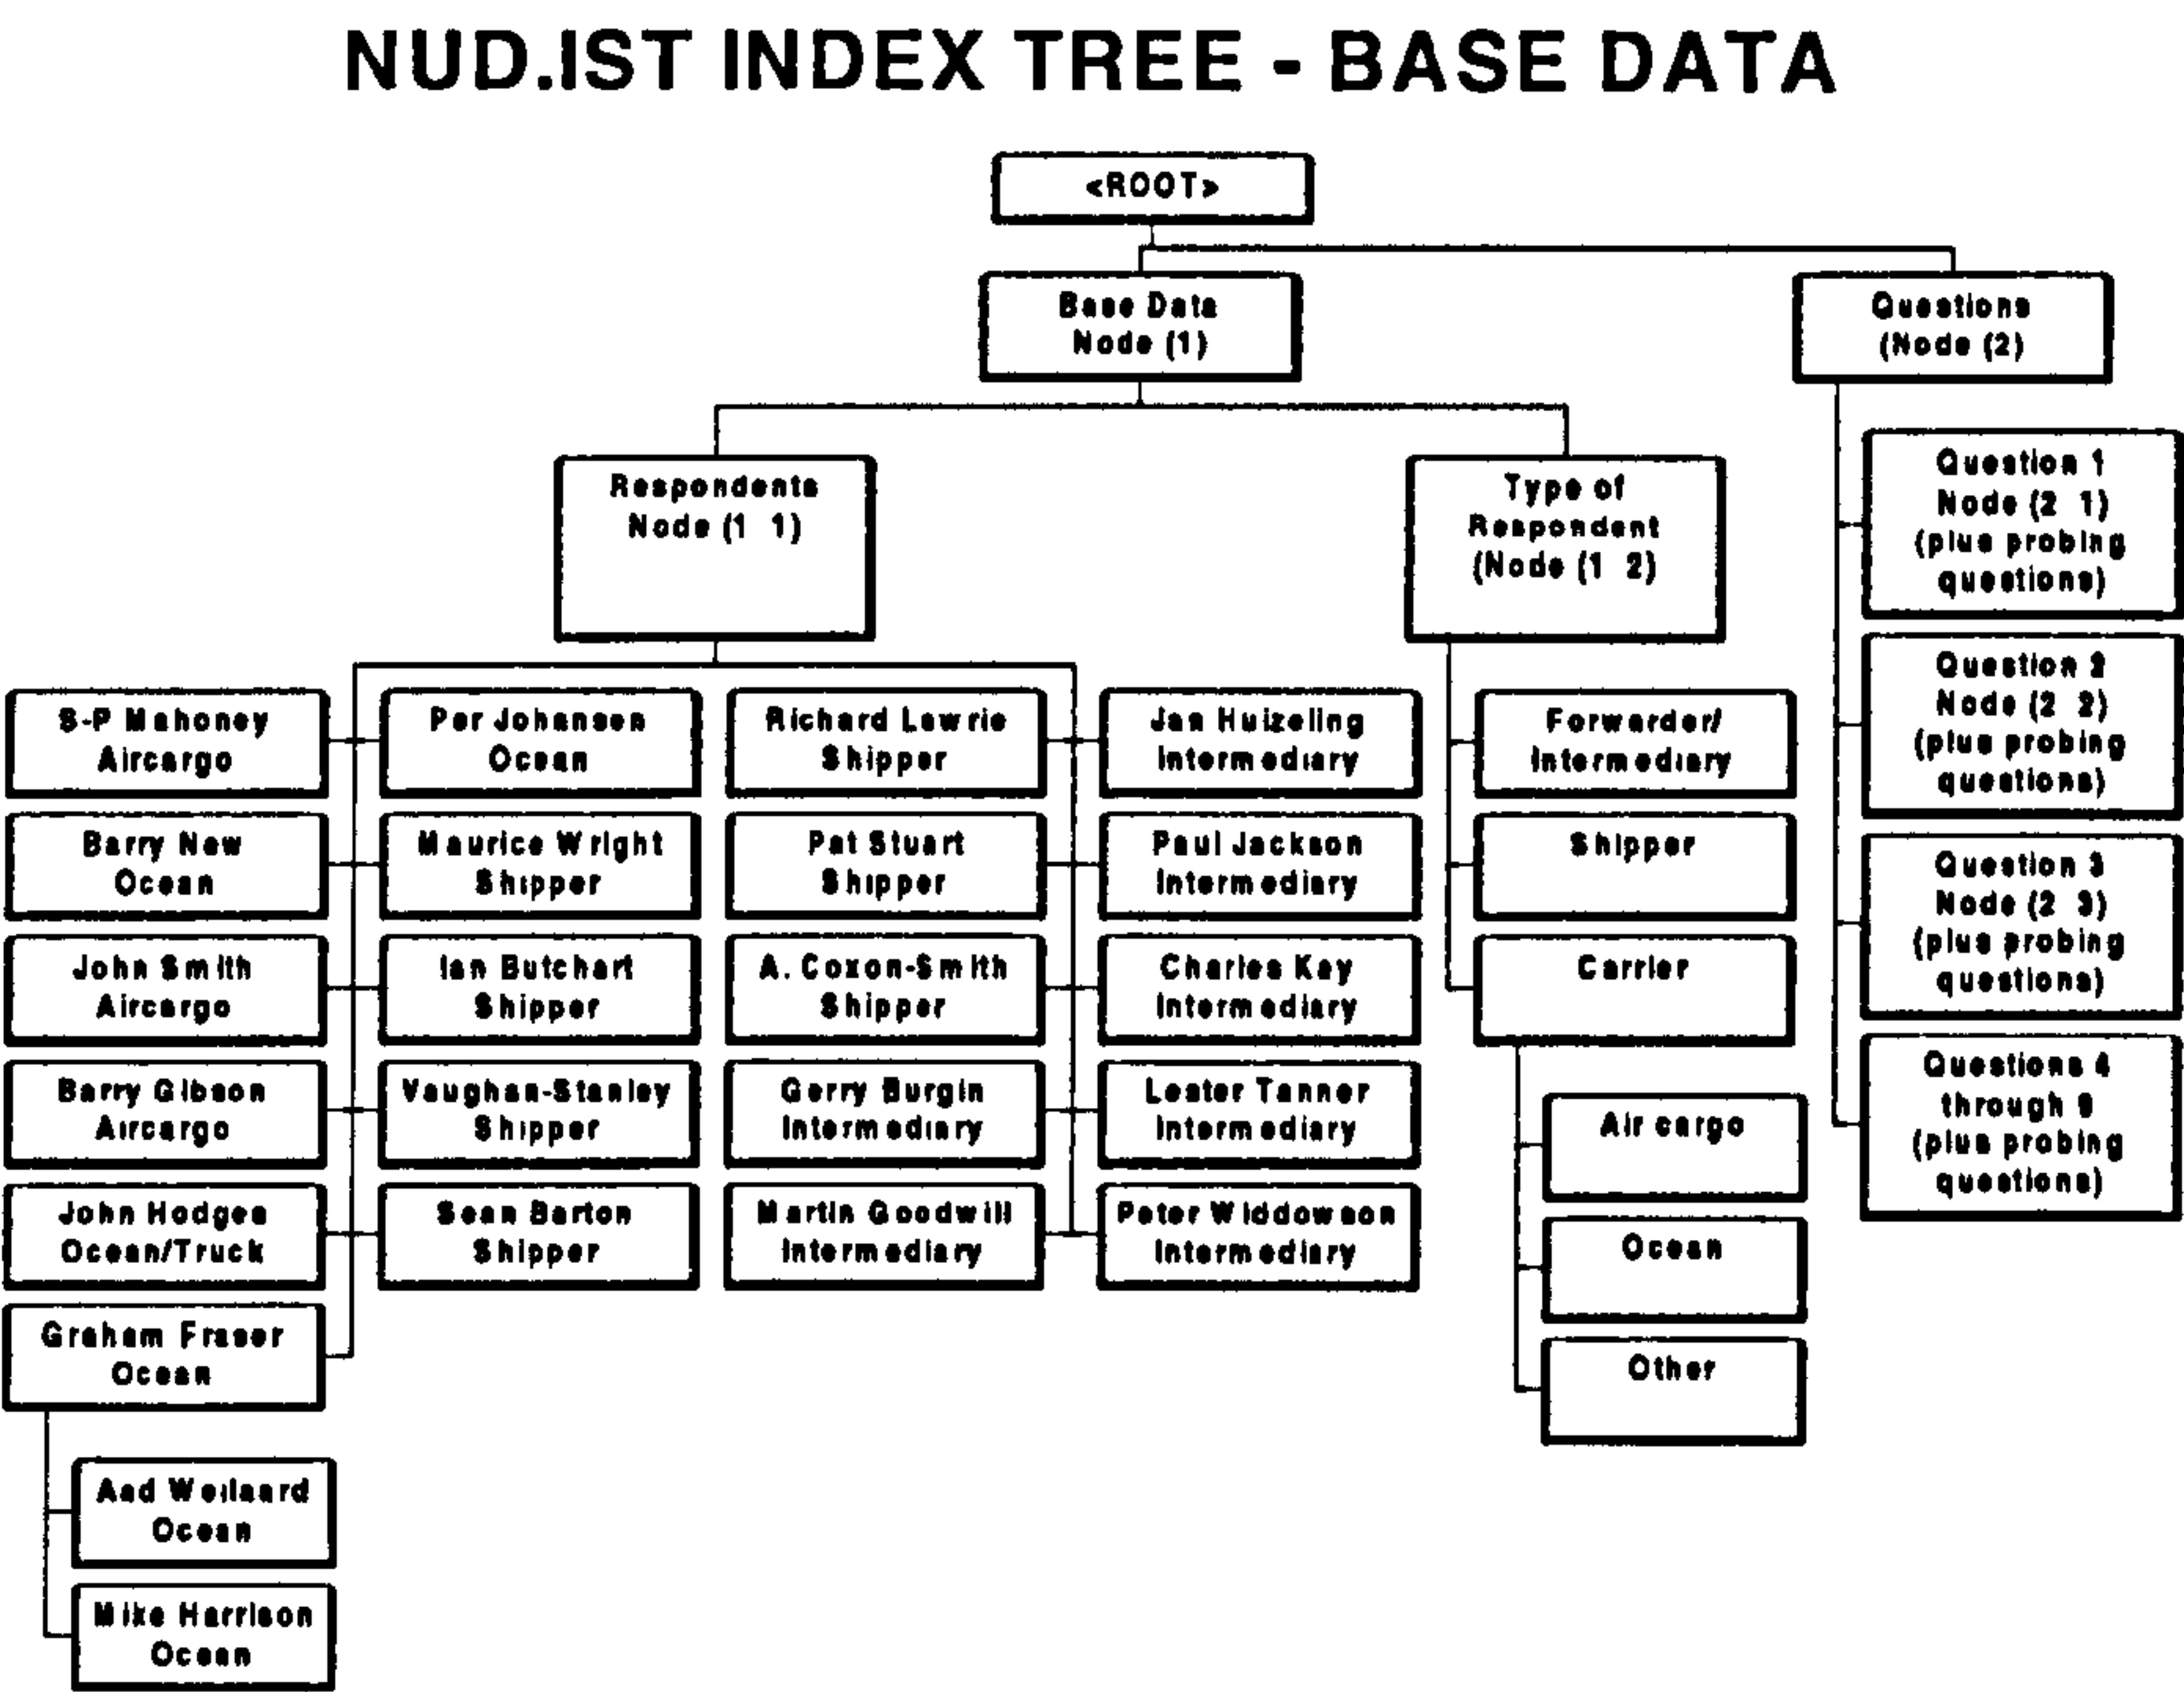 NUD.IST INDEX TREE - BASE DATA
<ROOT>
Base Data
Node (1)
Questions
(Node (2)
Respondents
Node (1 1)
Type of
Respondent
(Node (1 2)
Question 1
Node (2 1)
(plus probing
questions)
Question 2
Node (2 2)
(plus probing
questions)
Question 3
Node (2 3)
(plus probing
questions)
Questions 4
through 9
(plus probing
questions)
S-P Mahoney
Aircargo
Per Johansen
Ocean
Richard Lawrie
Shipper
Jan Huizeling
Intermediary
Forwarder/
Intermediary
Barry New
Ocean
Maurice Wright
Shipper
Pat Stuart
Shipper
Paul Jackson
Intermediary
Shipper
John Smith
Aircargo
Ian Butchart
Shipper
A. Coxon-Smith
Shipper
Charles Kay
Intermediary
Carrier
Barry Gibson
Aircargo
Vaughan-Stanley
Shipper
Gerry Burgin
Intermediary
Lester Tanner
Intermediary
Air cargo
John Hodges
Ocean/Truck
Sean Barton
Shipper
Martin Goodwill
Intermediary
Peter Widdowson
Intermediary
Ocean
Graham Fraser
Ocean
Other
Aad Weilaard
Ocean
Mike Harrison
Ocean